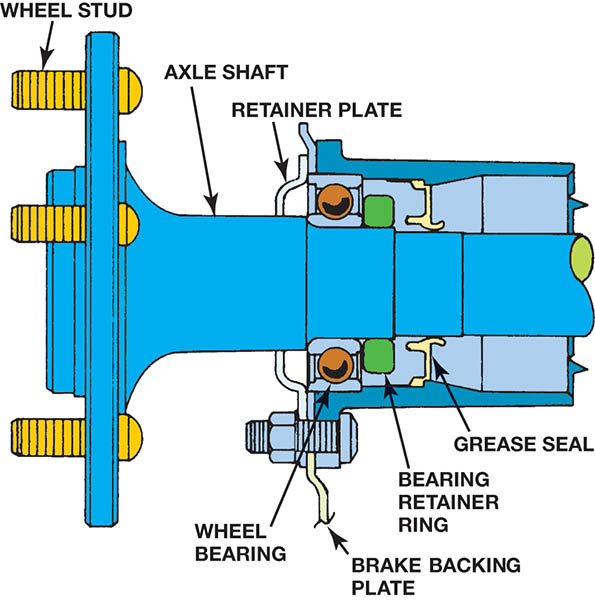 WHEEL STUD
AXLE SHAFT
RETAINER PLATE
GREASE SEAL
BEARING
RETAINER
RING
WHEEL
BEARING
BRAKE BACKING
PLATE